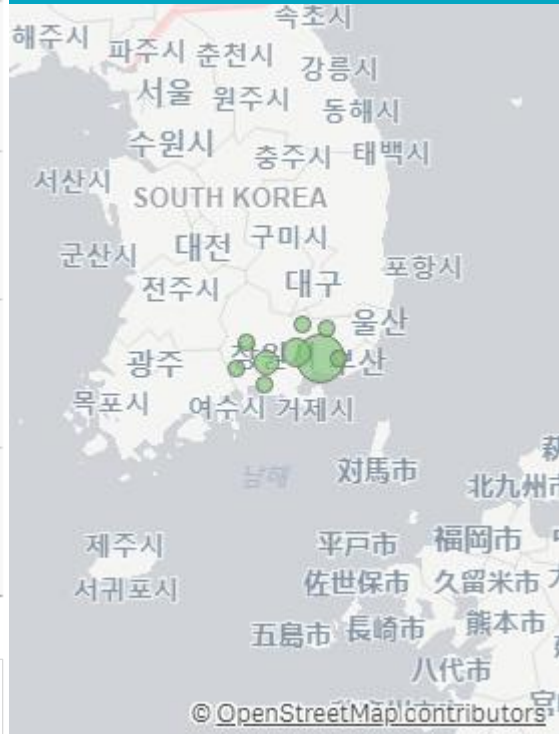 속초시
해주시
파주시 춘천시
강릉시
서울 원주시
동해시
수원시
충주시 태백시
서산시
SOUTH KOREA
군산시 대전 구미시
포항시
전주시 대구
울산
광주
목포시 여수시 거제시
남해
対馬市
北九州市
제주시
平戸市 福岡市
서귀포시
佐世保市 久留米市
五島市 長崎市 熊本市
八代市
© OpenStreetMap contributors